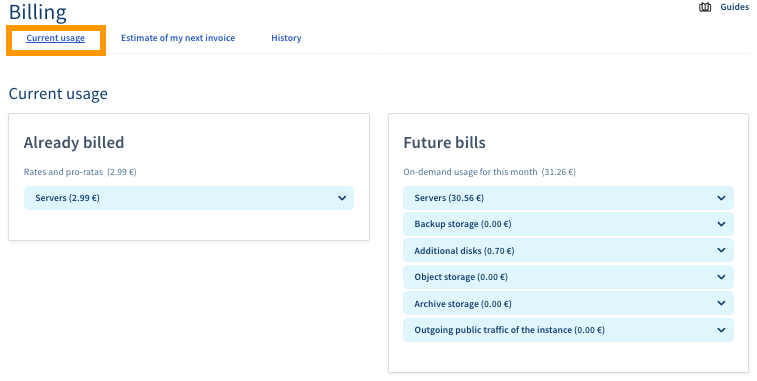 Billing
Guides
Current usage
Estimate of my next invoice
History
Current usage
Already billed
Rates and pro-ratas (2.99 €)
Servers (2.99 €)
Future bills
On-demand usage for this month (31.26 €)
Servers (30.56 €)
Backup storage (0.00 €)
Additional disks (0.70 €)
Object storage (0.00 €)
Archive storage (0.00 €)
Outgoing public traffic of the instance (0.00 €)